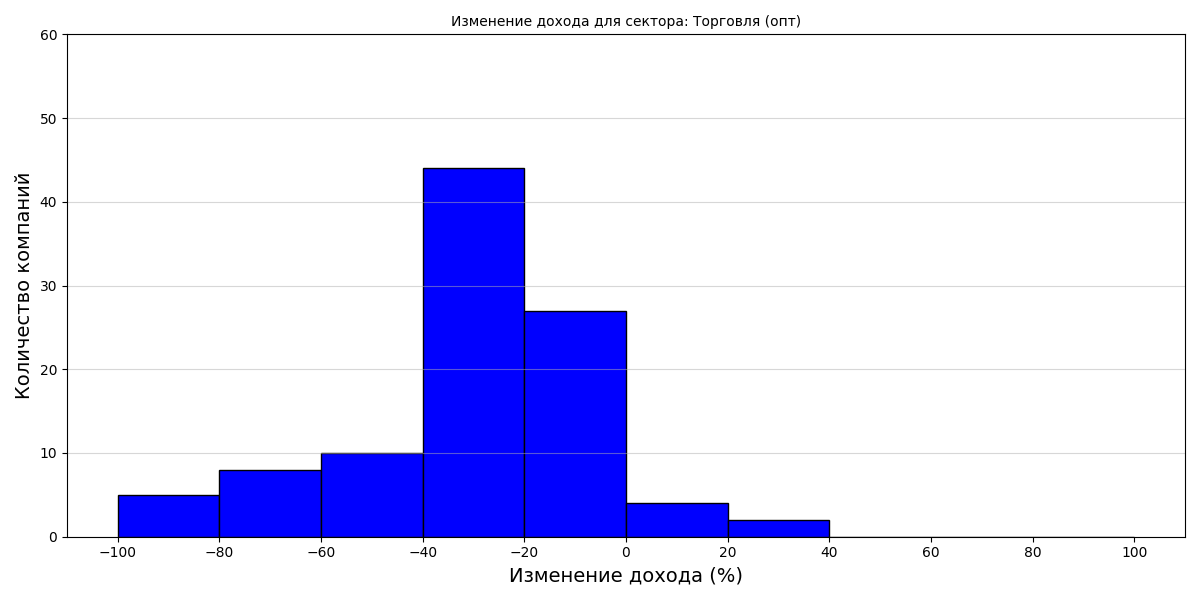 Изменение дохода для сектора: Торговля (опт)
60
50
40
30
20
10
0
Количество компаний
−100 −80 −60 −40 −20 0 20 40 60 80 100
Изменение дохода (%)